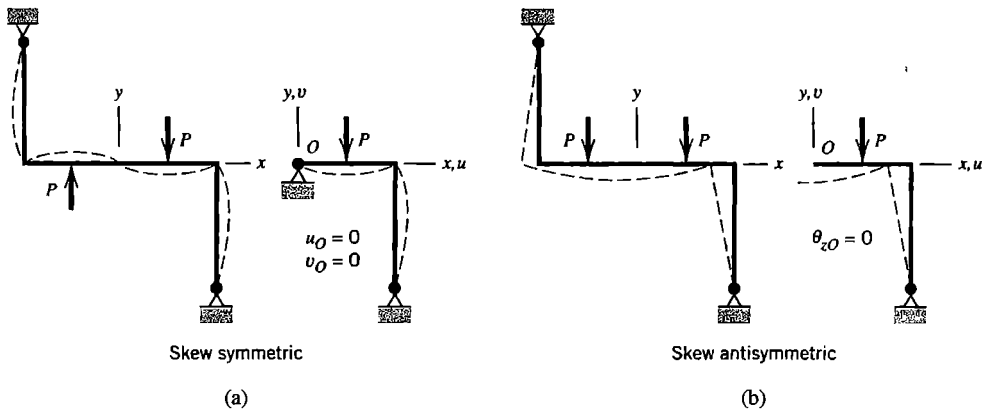 y
P
x
P
y, v
O
P
x, u
u_O = 0
v_O = 0
Skew symmetric
(a)
y
P
P
x
y, v
O
P
x, u
θ_zO = 0
Skew antisymmetric
(b)